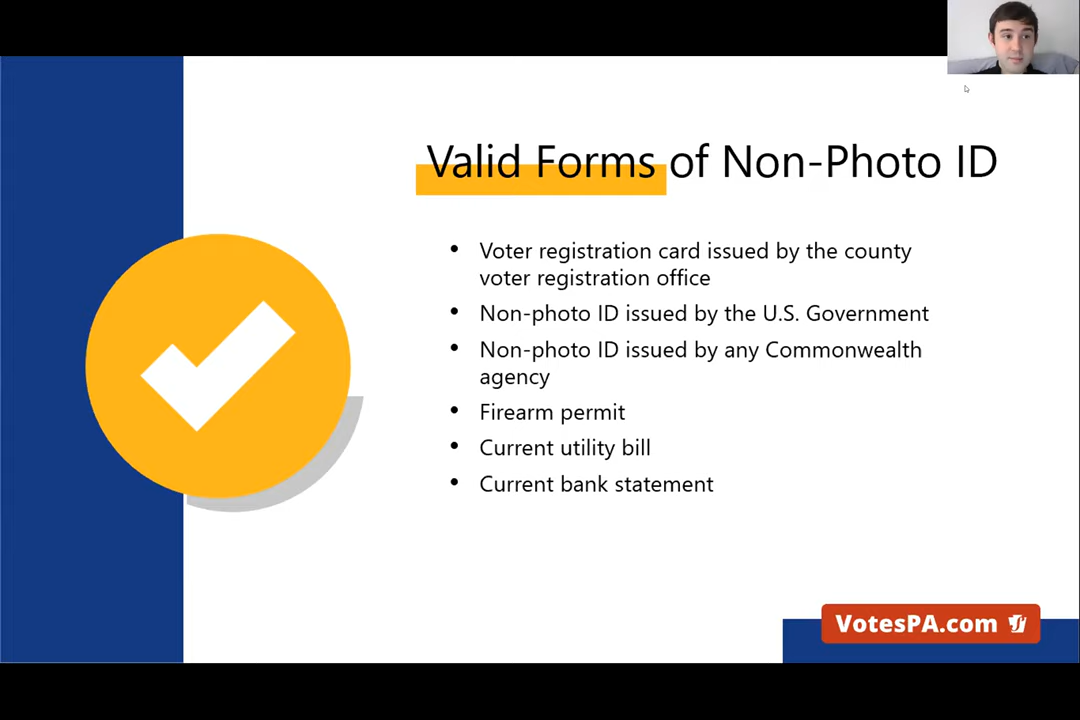 Valid Forms of Non-Photo ID
• Voter registration card issued by the county
voter registration office
• Non-photo ID issued by the U.S. Government
• Non-photo ID issued by any Commonwealth
agency
• Firearm permit
• Current utility bill
• Current bank statement
VotesPA.com